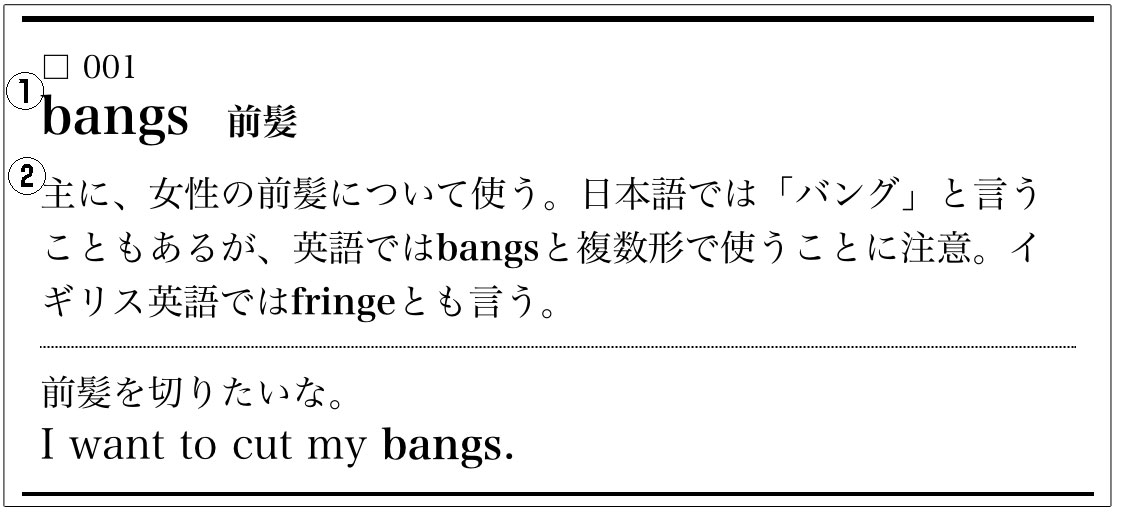 □ 001
① bangs 前髪
② 主に、女性の前髪について使う。日本語では「バング」と言う
こともあるが、英語ではbangsと複数形で使うことに注意。イ
ギリス英語ではfringeとも言う。
前髪を切りたいな。
I want to cut my bangs.